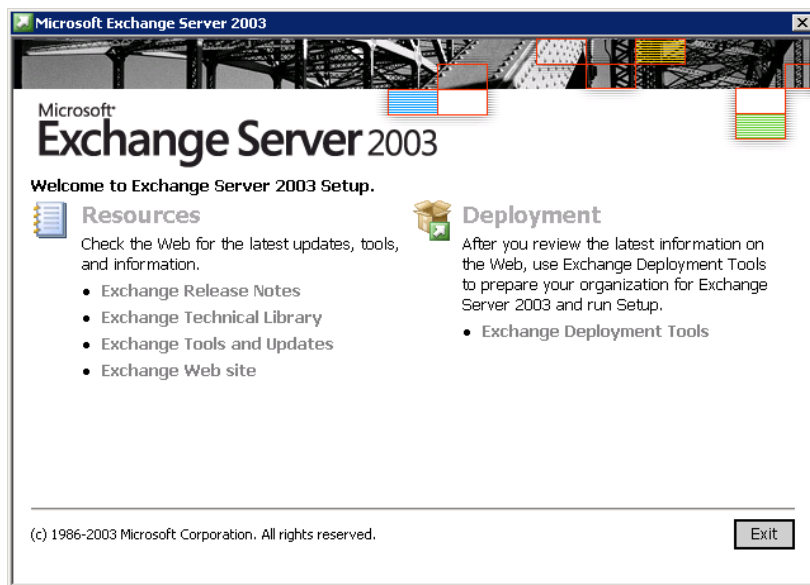 Microsoft Exchange Server 2003
Microsoft
Exchange Server 2003
Welcome to Exchange Server 2003 Setup.
Resources
Check the Web for the latest updates, tools,
and information.
• Exchange Release Notes
• Exchange Technical Library
• Exchange Tools and Updates
• Exchange Web site
Deployment
After you review the latest information on
the Web, use Exchange Deployment Tools
to prepare your organization for Exchange
Server 2003 and run Setup.
• Exchange Deployment Tools
(c) 1986-2003 Microsoft Corporation. All rights reserved.
Exit